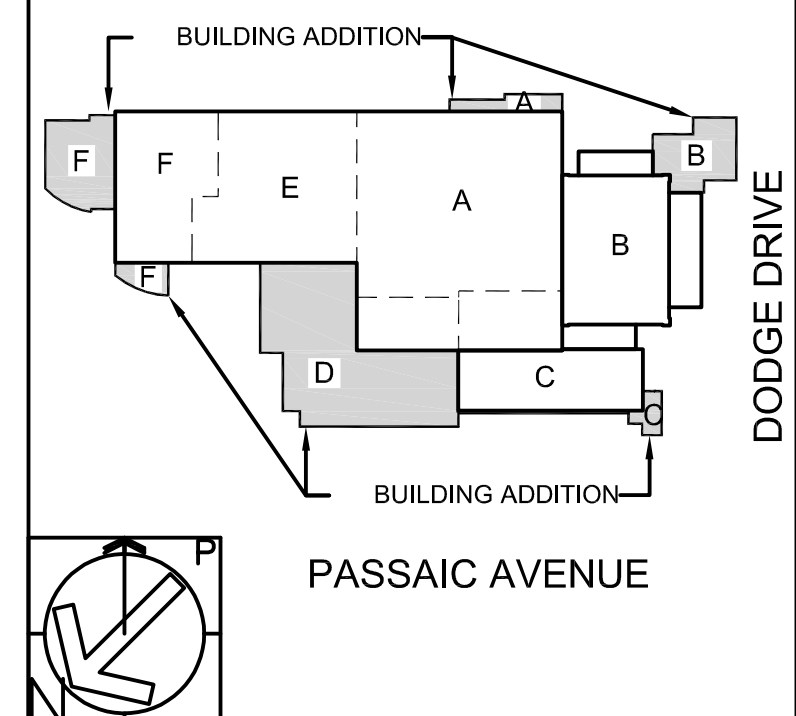 BUILDING ADDITION
A
F
F
E
A
B
B
F
D
C
C
DODGE DRIVE
BUILDING ADDITION
PASSAIC AVENUE
P
N